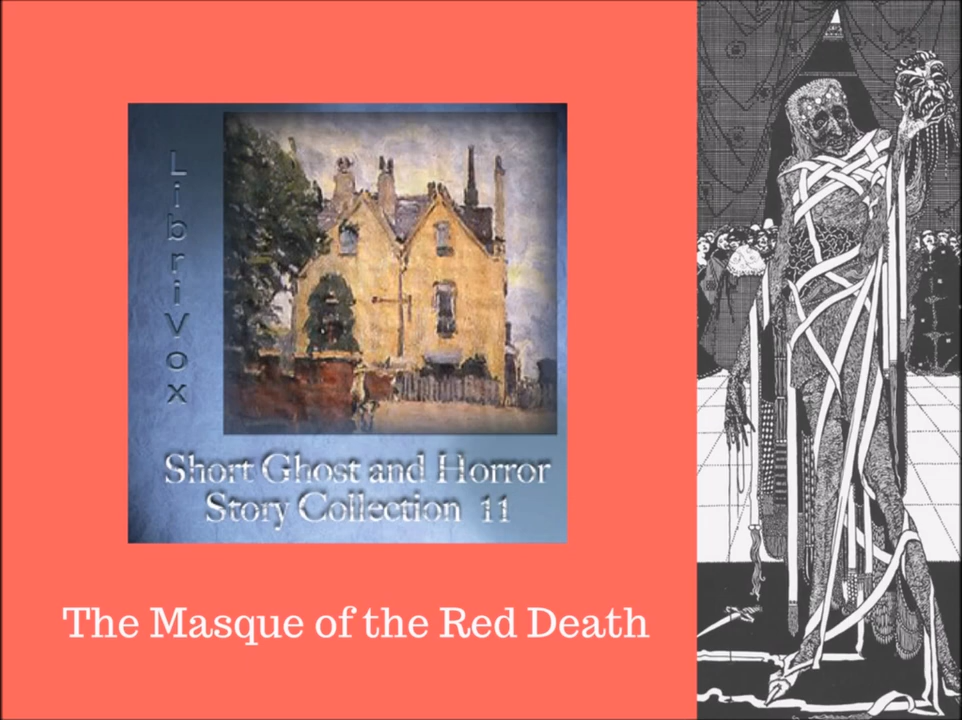 LibriVox
Short Ghost and Horror
Story Collection 11
The Masque of the Red Death